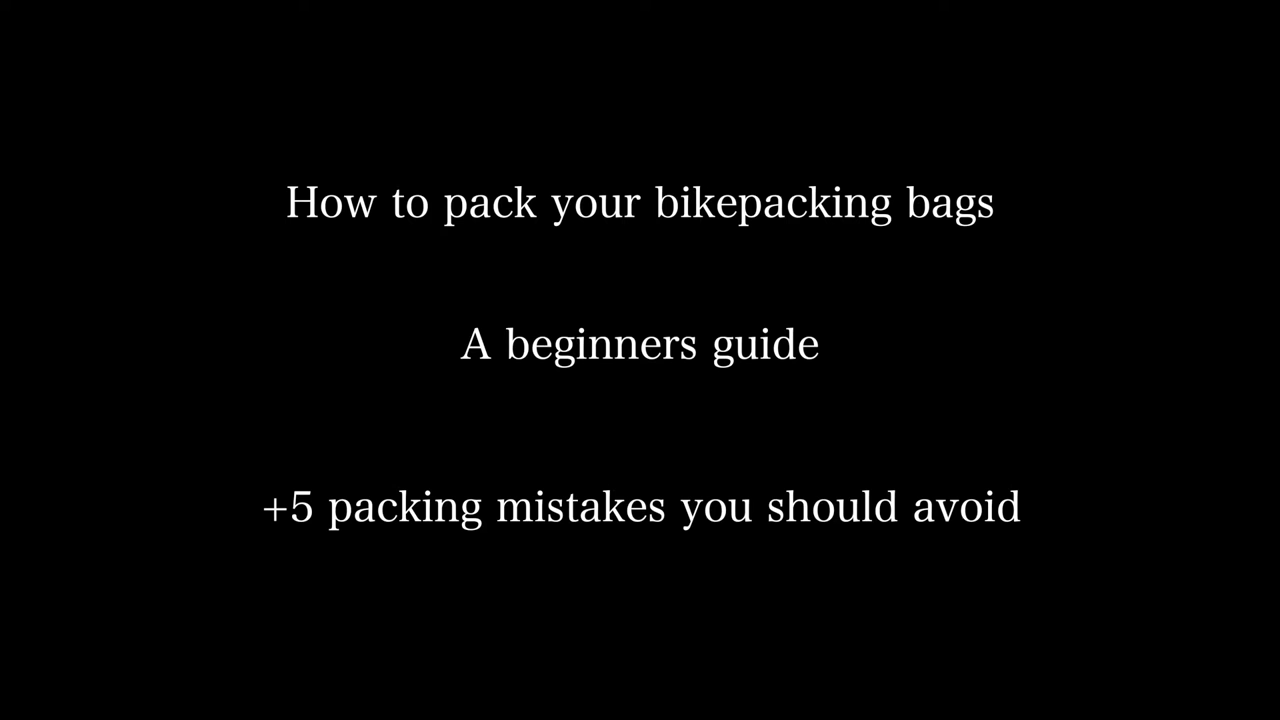 How to pack your bikepacking bags
A beginners guide
+5 packing mistakes you should avoid